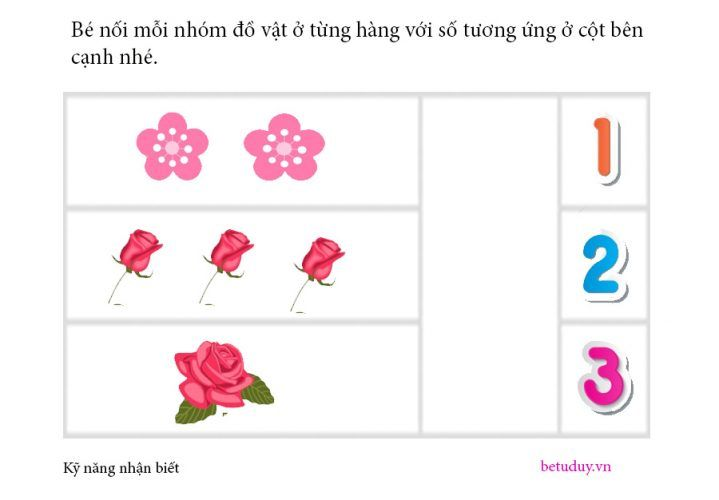 Bé nối mỗi nhóm đồ vật ở từng hàng với số tương ứng ở cột bên
cạnh nhé.
1
2
3
Kỹ năng nhận biết
betuduy.vn